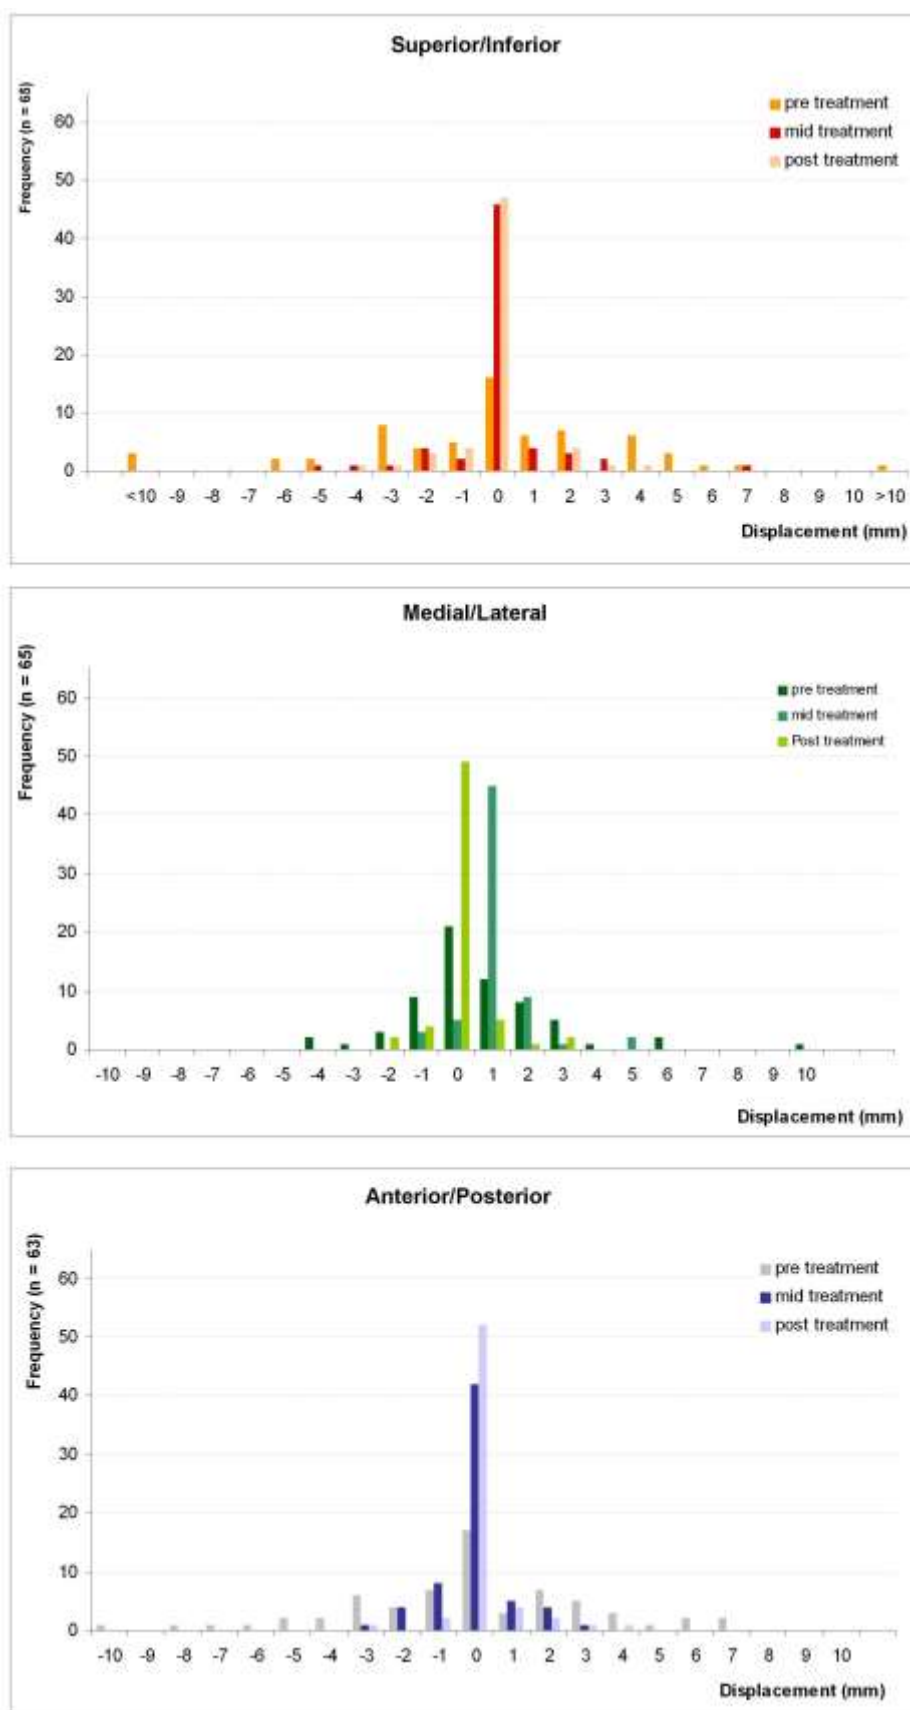 Superior/Inferior
Frequency (n = 65)
pre treatment
mid treatment
post treatment
60
50
40
30
20
10
0
<10 -9 -8 -7 -6 -5 -4 -3 -2 -1 0 1 2 3 4 5 6 7 8 9 10 >10
Displacement (mm)
Medial/Lateral
Frequency (n = 65)
pre treatment
mid treatment
Post treatment
60
50
40
30
20
10
0
-10 -9 -8 -7 -6 -5 -4 -3 -2 -1 0 1 2 3 4 5 6 7 8 9 10
Displacement (mm)
Anterior/Posterior
Frequency (n = 63)
pre treatment
mid treatment
post treatment
60
50
40
30
20
10
0
-10 -9 -8 -7 -6 -5 -4 -3 -2 -1 0 1 2 3 4 5 6 7 8 9 10
Displacement (mm)